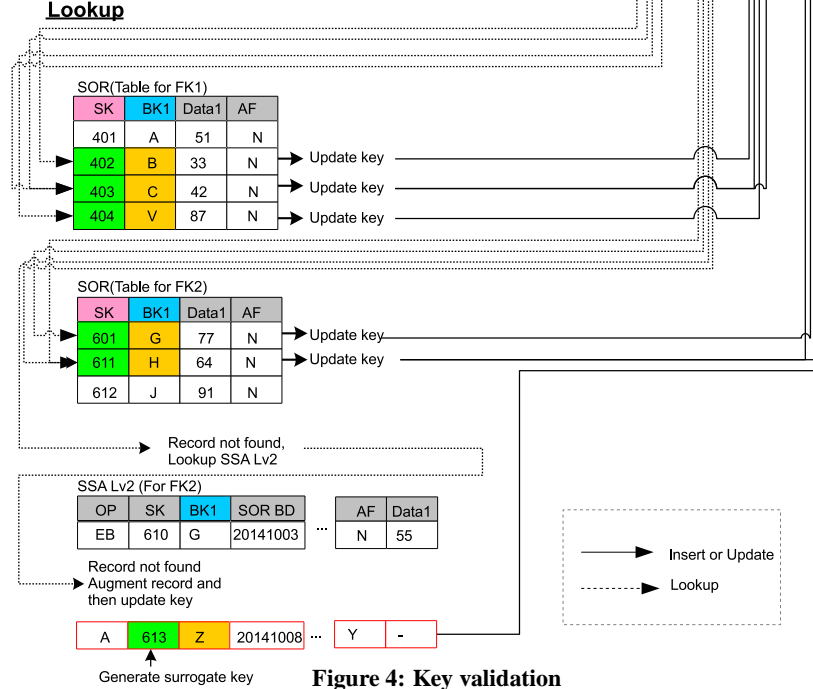 Lookup
SOR(Table for FK1)
SK BK1 Data1 AF
401 A 51 N
402 B 33 N Update key
403 C 42 N Update key
404 V 87 N Update key
SOR(Table for FK2)
SK BK1 Data1 AF
601 G 77 N Update key
611 H 64 N Update key
612 J 91 N
Record not found,
Lookup SSA Lv2
SSA Lv2 (For FK2)
OP SK BK1 SOR BD AF Data1
EB 610 G 20141003 ... N 55
Record not found
Augment record and
then update key
A 613 Z 20141008 ... Y -
Generate surrogate key
Insert or Update
Lookup
Figure 4: Key validation